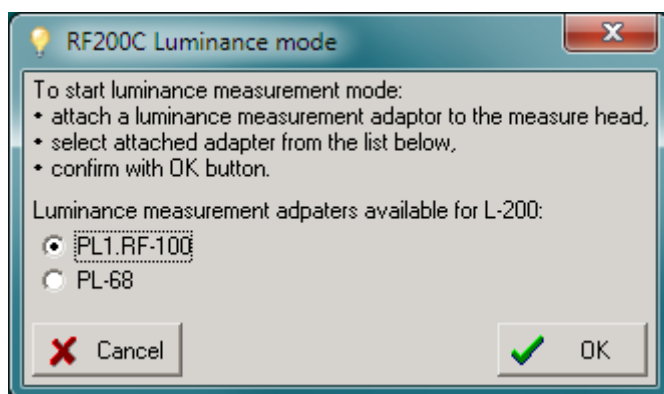 RF200C Luminance mode
To start luminance measurement mode:
• attach a luminance measurement adaptor to the measure head,
• select attached adapter from the list below,
• confirm with OK button.
Luminance measurement adpaters available for L-200:
PL1.RF-100
PL-68
Cancel
OK